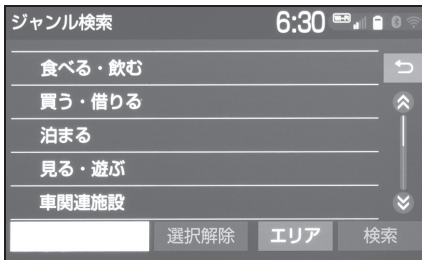 ジャンル検索 6:30
食べる・飲む
買う・借りる
泊まる
見る・遊ぶ
車関連施設
選択解除 エリア 検索